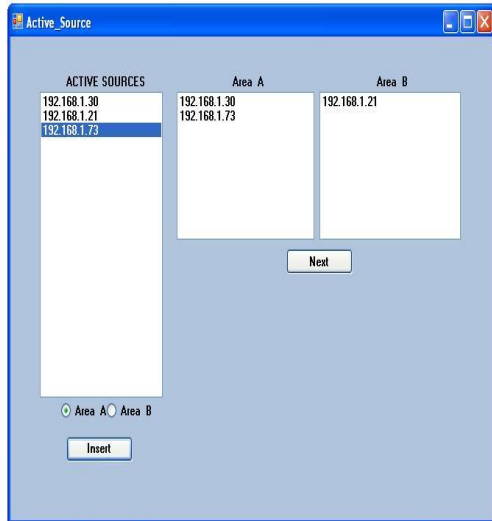 Active_Source
ACTIVE SOURCES
192.168.1.30
192.168.1.21
192.168.1.73
Area A
192.168.1.30
192.168.1.73
Area B
192.168.1.21
Next
Area A Area B
Insert